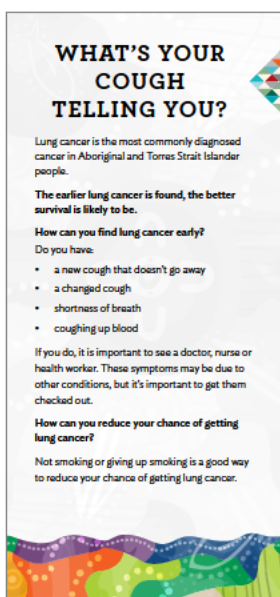 WHAT'S YOUR
COUGH
TELLING YOU?
Lung cancer is the most commonly diagnosed
cancer in Aboriginal and Torres Strait Islander
people.
The earlier lung cancer is found, the better
survival is likely to be.
How can you find lung cancer early?
Do you have:
• a new cough that doesn't go away
• a changed cough
• shortness of breath
• coughing up blood
If you do, it is important to see a doctor, nurse or
health worker. These symptoms may be due to
other conditions, but it's important to get them
checked out.
How can you reduce your chance of getting
lung cancer?
Not smoking or giving up smoking is a good way
to reduce your chance of getting lung cancer.